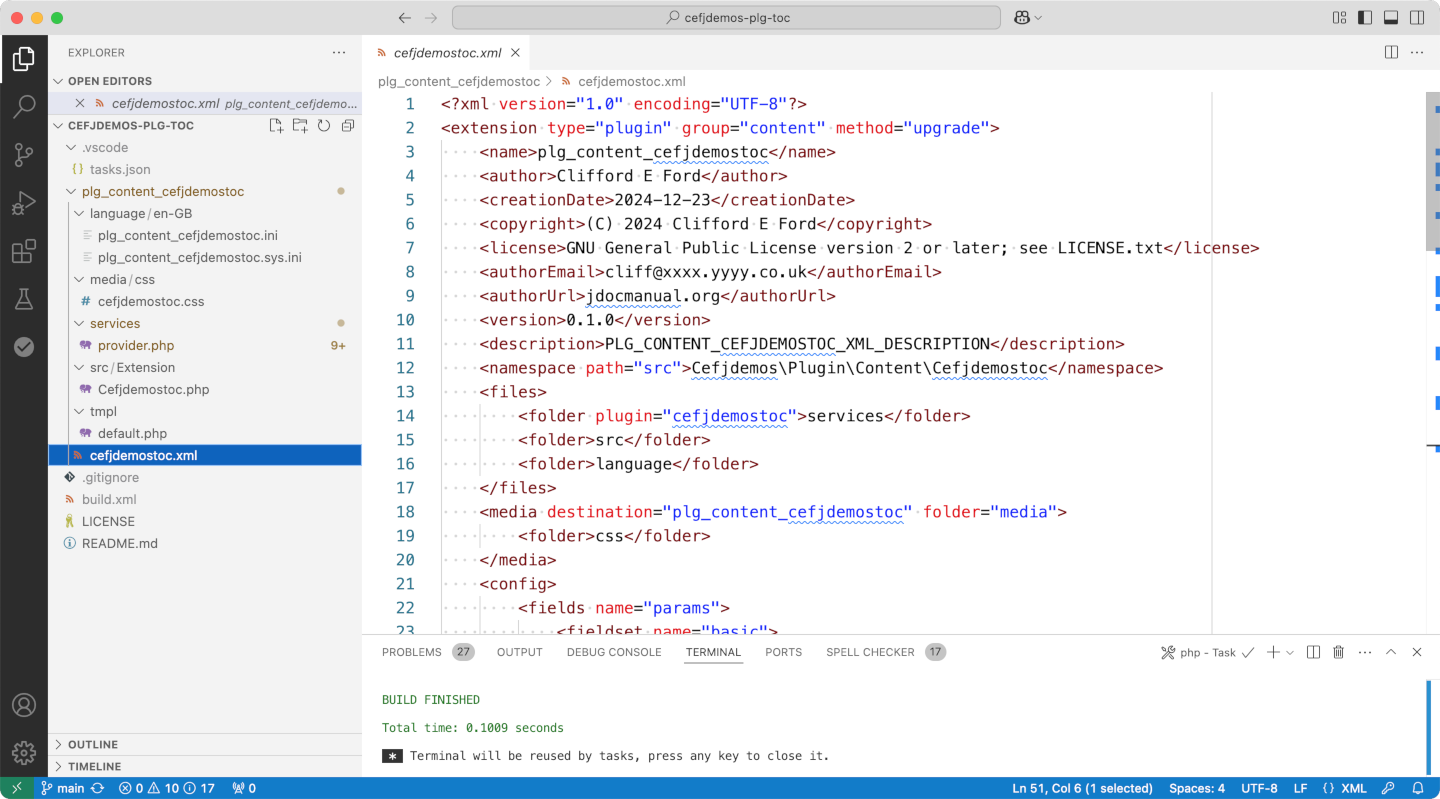 cefjdemos-plg-toc
EXPLORER
OPEN EDITORS
cefjdemostoc.xml plg_content_cefjdemo...
CEFJDEMOS-PLG-TOC
.vscode
{} tasks.json
plg_content_cefjdemostoc
language/en-GB
plg_content_cefjdemostoc.ini
plg_content_cefjdemostoc.sys.ini
media/css
# cefjdemostoc.css
services
provider.php 9+
src/Extension
Cefjdemostoc.php
tmpl
default.php
cefjdemostoc.xml
.gitignore
build.xml
LICENSE
README.md
OUTLINE
TIMELINE
cefjdemostoc.xml
plg_content_cefjdemostoc > cefjdemostoc.xml
1 <?xml version="1.0" encoding="UTF-8"?>
2 <extension type="plugin" group="content" method="upgrade">
3 <name>plg_content_cefjdemostoc</name>
4 <author>Clifford E Ford</author>
5 <creationDate>2024-12-23</creationDate>
6 <copyright>(C) 2024 Clifford E Ford</copyright>
7 <license>GNU General Public License version 2 or later; see LICENSE.txt</license>
8 <authorEmail>cliff@xxxx.yyyy.co.uk</authorEmail>
9 <authorUrl>jdocmanual.org</authorUrl>
10 <version>0.1.0</version>
11 <description>PLG_CONTENT_CEFJDEMOSTOC_XML_DESCRIPTION</description>
12 <namespace path="src">Cefjdemos\Plugin\Content\Cefjdemostoc</namespace>
13 <files>
14 <folder plugin="cefjdemostoc">services</folder>
15 <folder>src</folder>
16 <folder>language</folder>
17 </files>
18 <media destination="plg_content_cefjdemostoc" folder="media">
19 <folder>css</folder>
20 </media>
21 <config>
22 <fields name="params">
23 <fieldset name="basic">
PROBLEMS 27 OUTPUT DEBUG CONSOLE TERMINAL PORTS SPELL CHECKER 17 php - Task
BUILD FINISHED
Total time: 0.1009 seconds
* Terminal will be reused by tasks, press any key to close it.
main 0 10 17 0 Ln 51, Col 6 (1 selected) Spaces: 4 UTF-8 LF {} XML